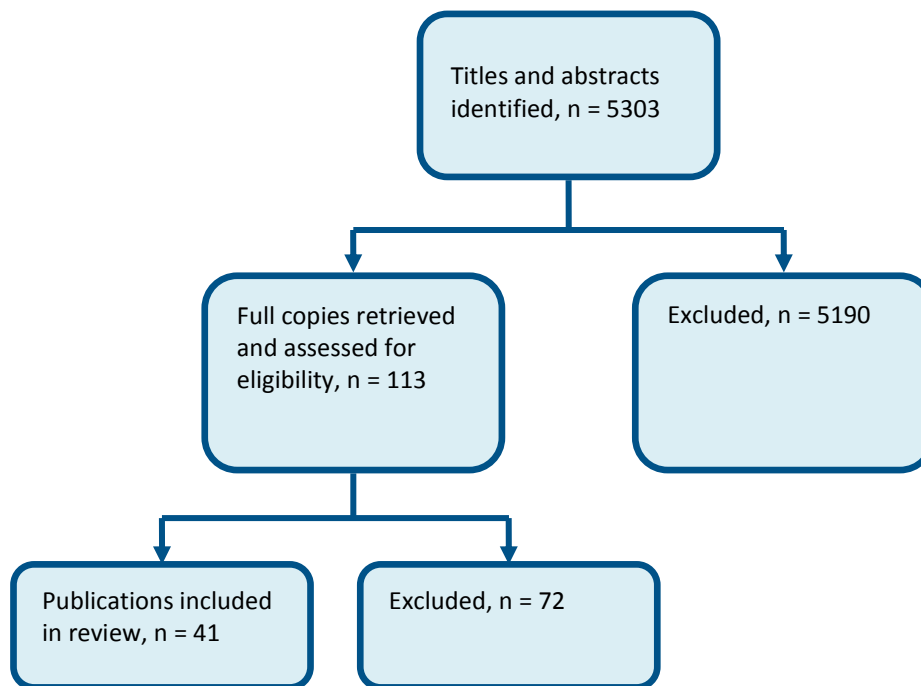 Titles and abstracts
identified, n = 5303
Full copies retrieved
and assessed for
eligibility, n = 113
Excluded, n = 5190
Publications included
in review, n = 41
Excluded, n = 72